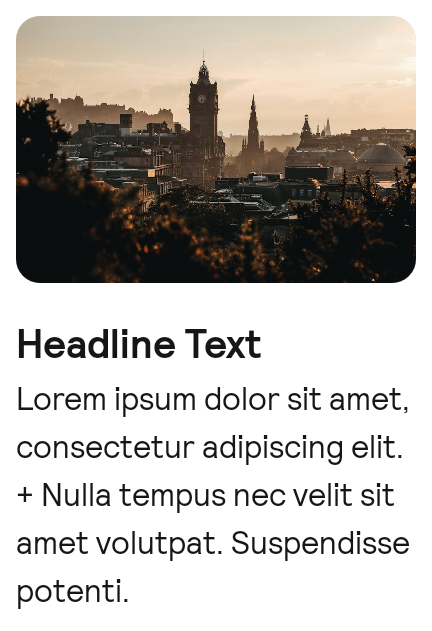 Headline Text
Lorem ipsum dolor sit amet,
consectetur adipiscing elit.
+ Nulla tempus nec velit sit
amet volutpat. Suspendisse
potenti.